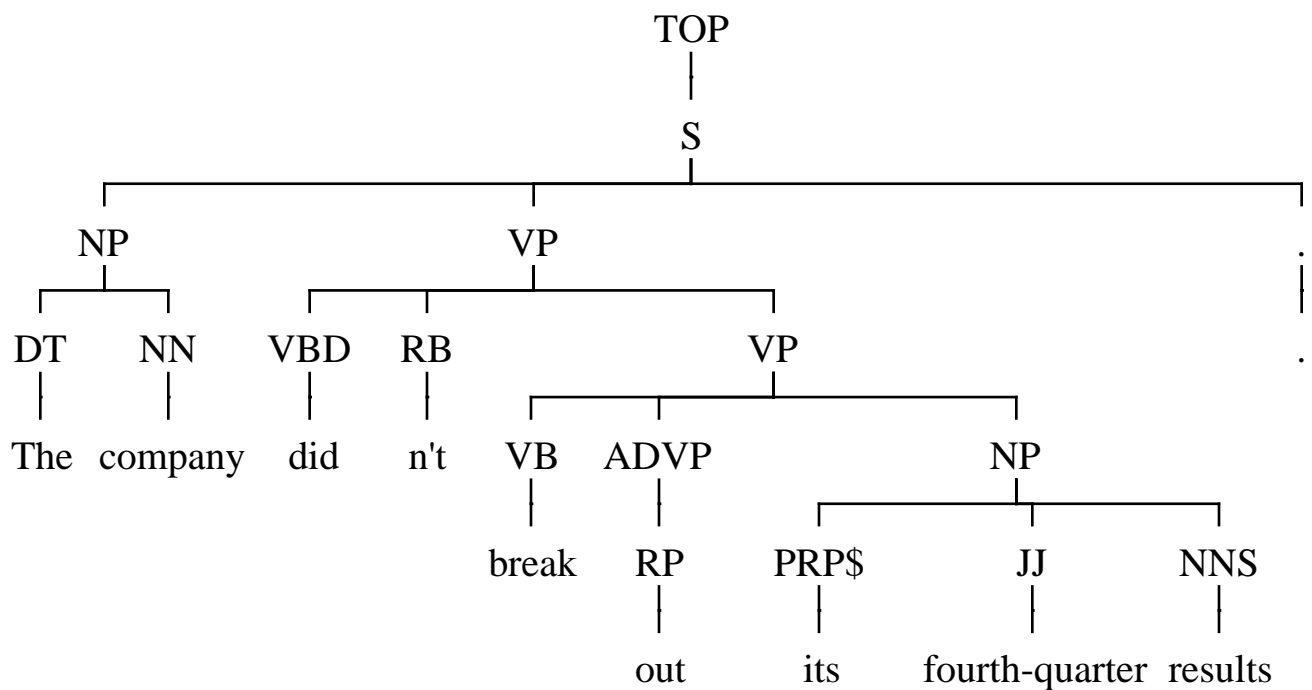 TOP
S
NP VP .
DT NN VBD RB VP .
The company did n't VB ADVP NP
break RP PRP$ JJ NNS
out its fourth-quarter results